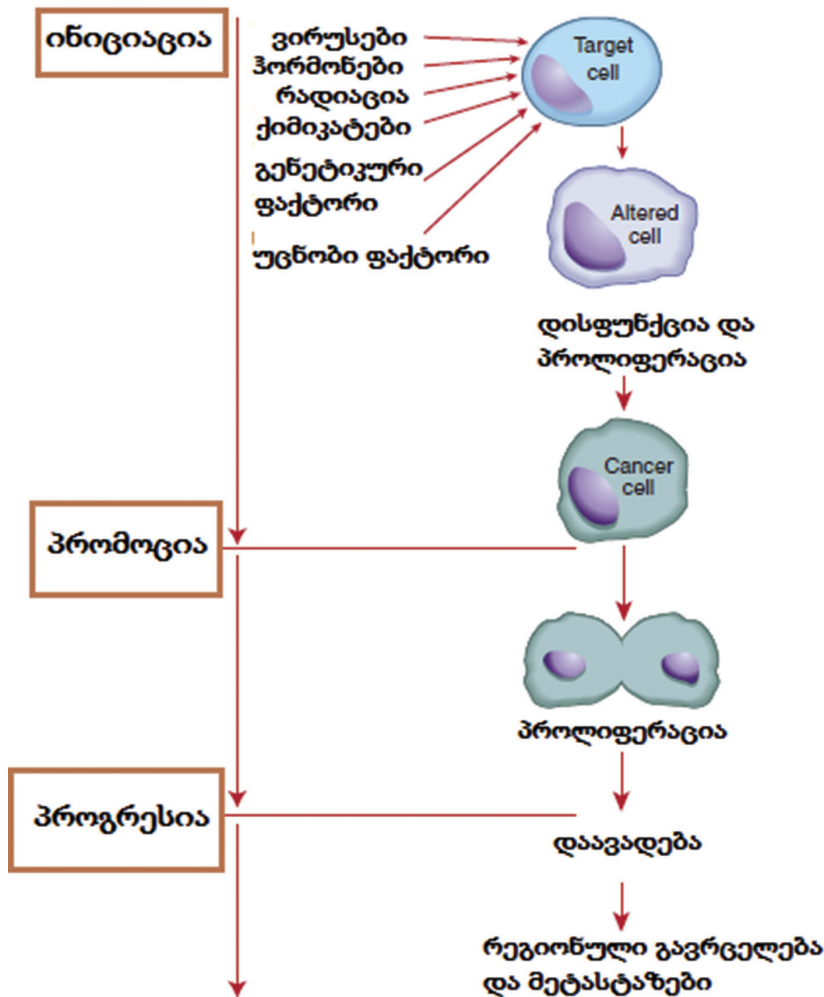 ინიციაცია
ვირუსები
ჰორმონები
რადიაცია
ქიმიკატები
გენეტიკური
ფაქტორი
უცნობი ფაქტორი
Target
cell
Altered
cell
დისფუნქცია და
პროლიფერაცია
Cancer
cell
პრომოცია
პროლიფერაცია
პროგრესია
დაავადება
რეგიონული გავრცელება
და მეტასტაზები